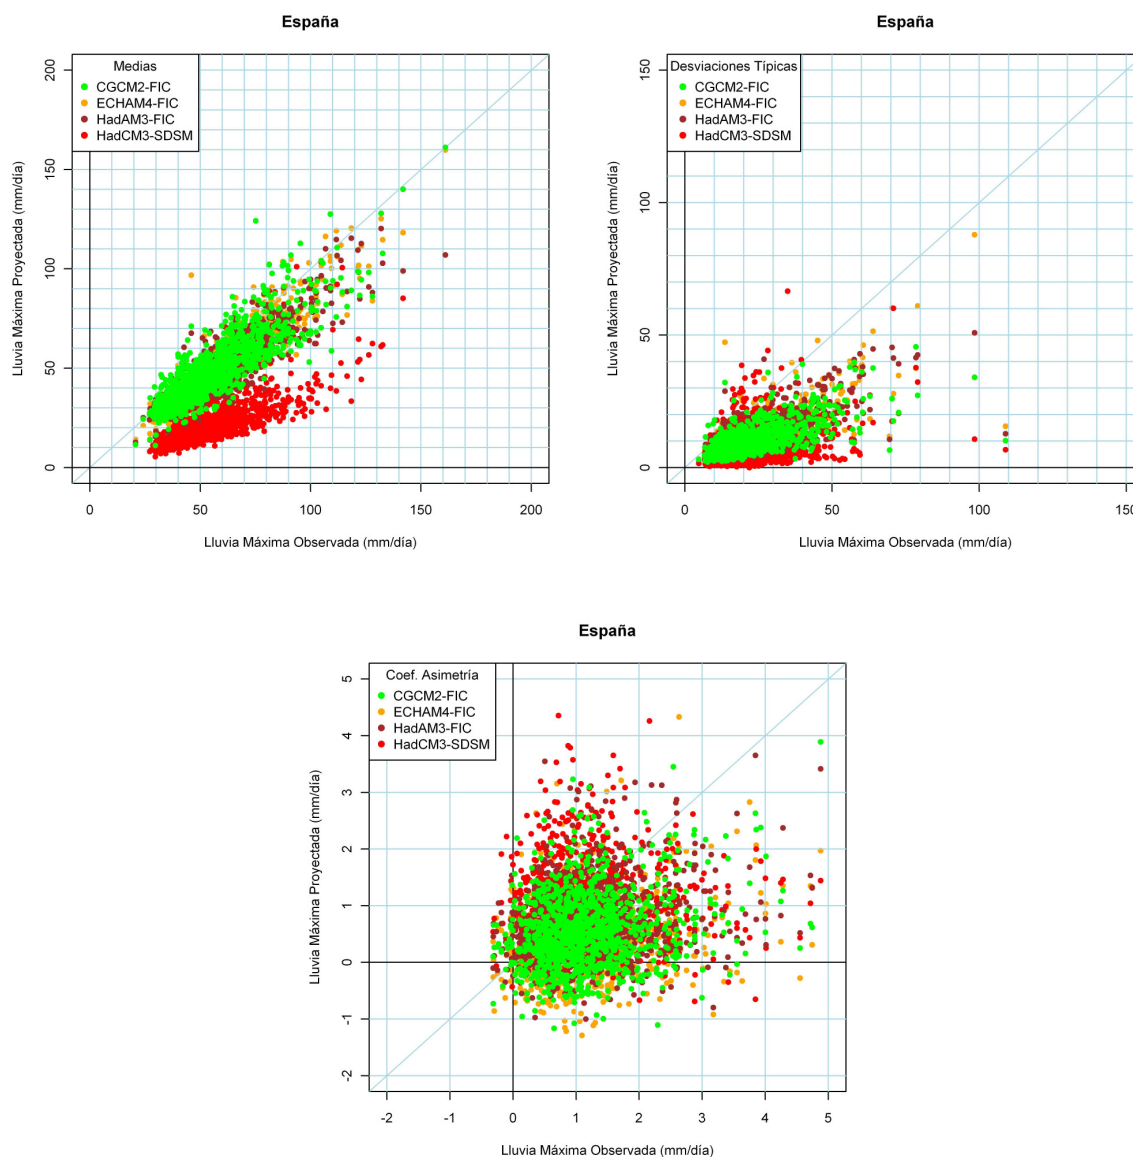 España
Medias
CGCM2-FIC
ECHAM4-FIC
HadAM3-FIC
HadCM3-SDSM
200
150
100
50
0
Lluvia Máxima Proyectada (mm/día)
0 50 100 150 200
Lluvia Máxima Observada (mm/día)
España
Desviaciones Típicas
CGCM2-FIC
ECHAM4-FIC
HadAM3-FIC
HadCM3-SDSM
150
100
50
0
Lluvia Máxima Proyectada (mm/día)
0 50 100 150
Lluvia Máxima Observada (mm/día)
España
Coef. Asimetría
CGCM2-FIC
ECHAM4-FIC
HadAM3-FIC
HadCM3-SDSM
5
4
3
2
1
0
-1
-2
Lluvia Máxima Proyectada (mm/día)
-2 -1 0 1 2 3 4 5
Lluvia Máxima Observada (mm/día)